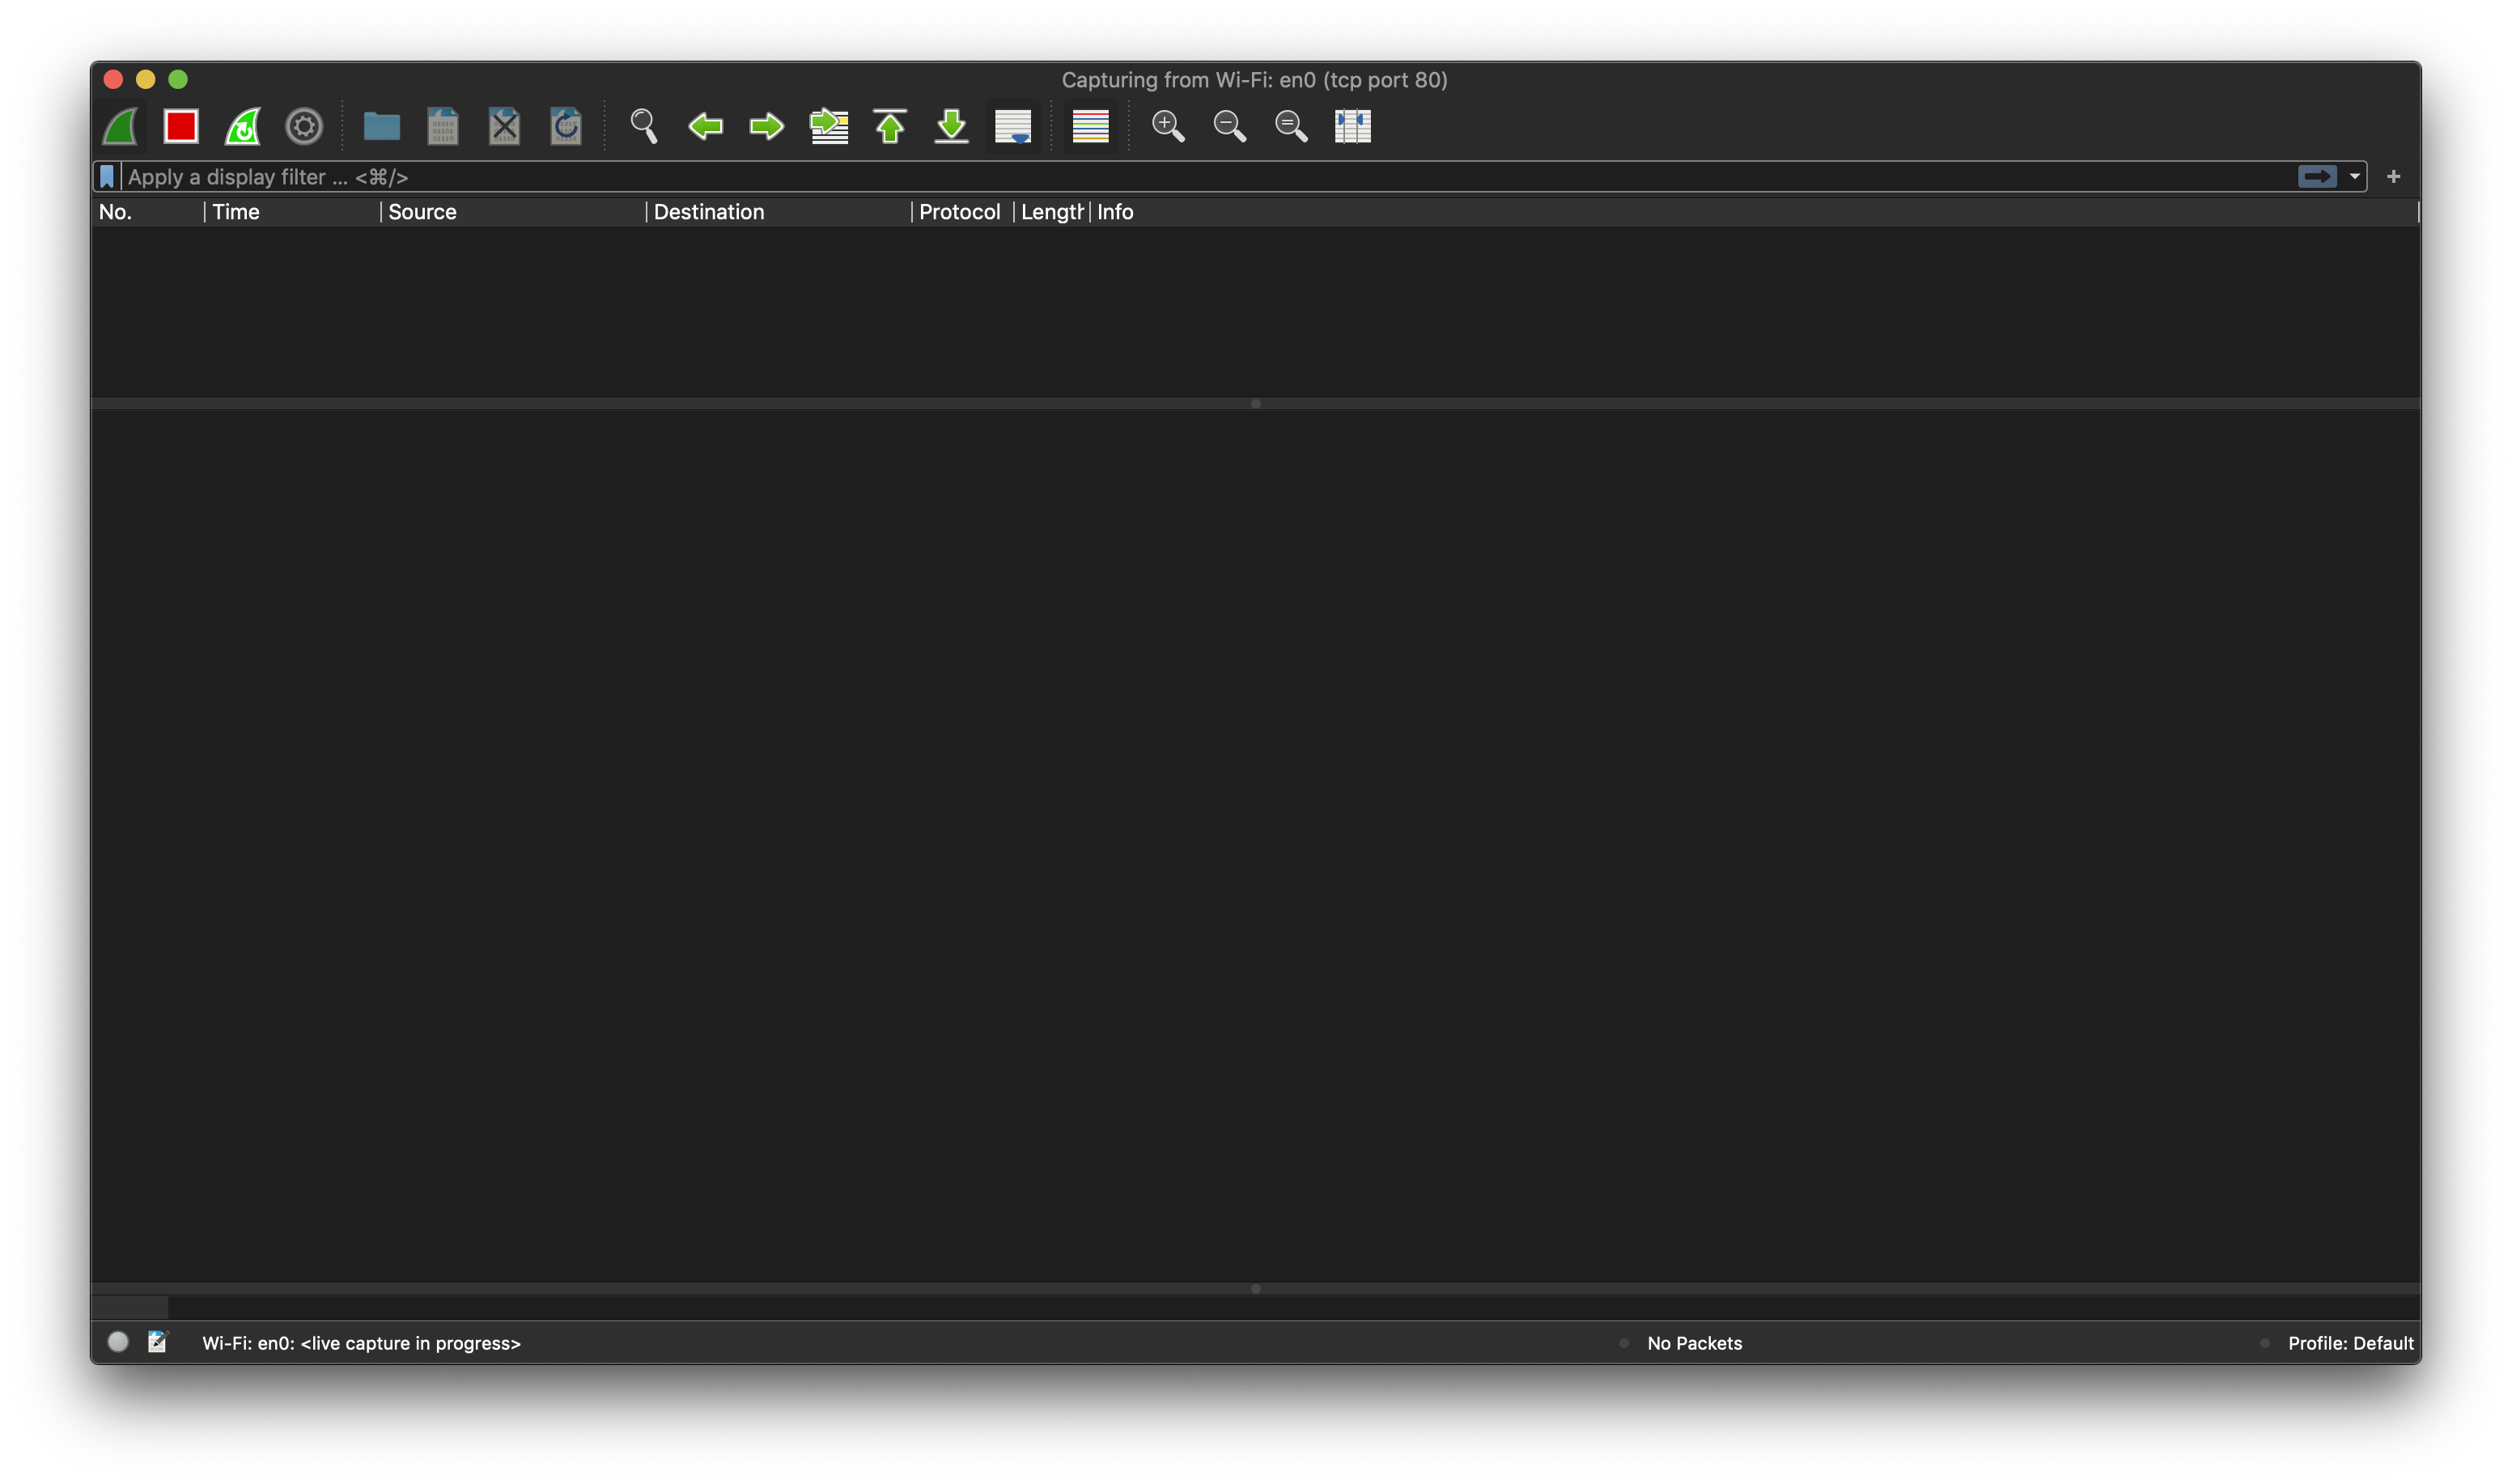 Capturing from Wi-Fi: en0 (tcp port 80)
Apply a display filter ... <⌘/>
No. Time Source Destination Protocol Length Info
Wi-Fi: en0: <live capture in progress> No Packets Profile: Default